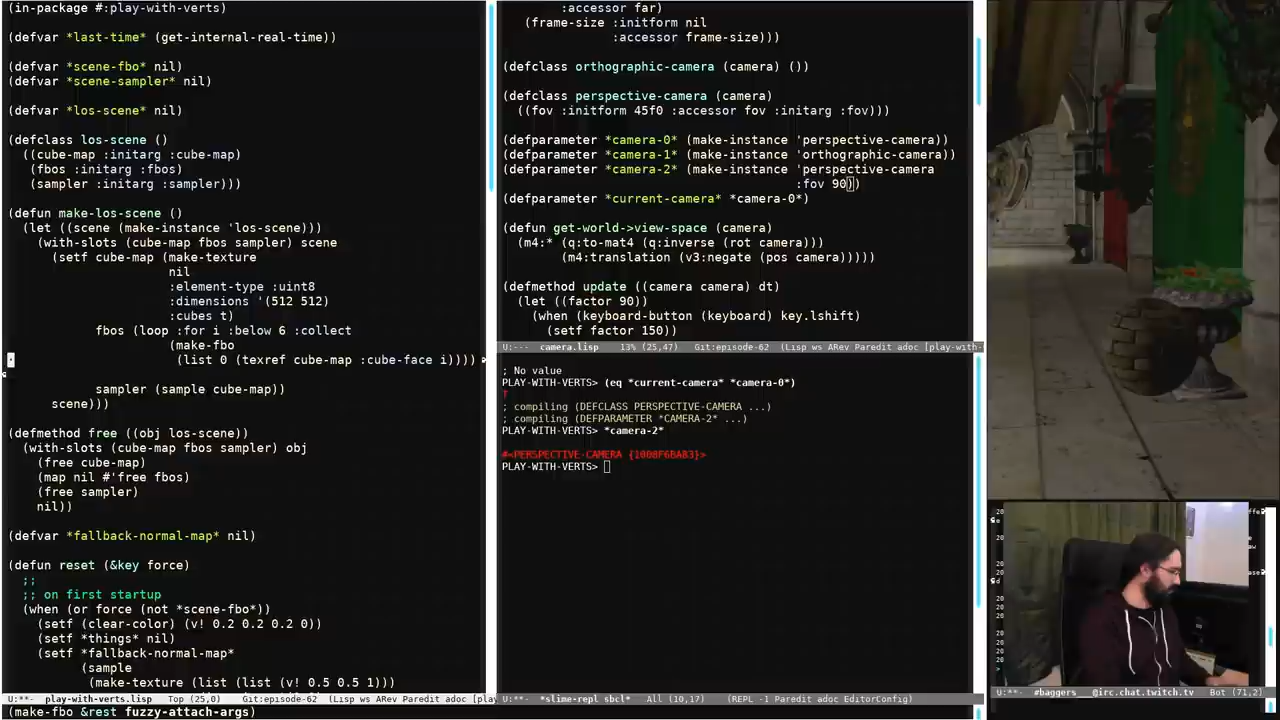 (in-package #:play-with-verts)
(defvar *last-time* (get-internal-real-time))
(defvar *scene-fbo* nil)
(defvar *scene-sampler* nil)
(defvar *los-scene* nil)
(defclass los-scene ()
((cube-map :initarg :cube-map)
(fbos :initarg :fbos)
(sampler :initarg :sampler)))
(defun make-los-scene ()
(let ((scene (make-instance 'los-scene)))
(with-slots (cube-map fbos sampler) scene
(setf cube-map (make-texture
nil
:element-type :uint8
:dimensions '(512 512)
:cubes t)
fbos (loop :for i :below 6 :collect
(make-fbo
(list 0 (texref cube-map :cube-face i))))
sampler (sample cube-map))
scene)))
(defmethod free ((obj los-scene))
(with-slots (cube-map fbos sampler) obj
(free cube-map)
(map nil #'free fbos)
(free sampler)
nil))
(defvar *fallback-normal-map* nil)
(defun reset (&key force)
;;
;; on first startup
(when (or force (not *scene-fbo*))
(setf (clear-color) (v! 0.2 0.2 0.2 0))
(setf *things* nil)
(setf *fallback-normal-map*
(sample
(make-texture (list (list (v! 0.5 0.5 1)))
U:**- play-with-verts.lisp Top (25,0) Git:episode-62 (Lisp ws ARev Paredit adoc [play
(make-fbo &rest fuzzy-attach-args)
:accessor far)
(frame-size :initform nil
:accessor frame-size)))
(defclass orthographic-camera (camera) ())
(defclass perspective-camera (camera)
((fov :initform 45f0 :accessor fov :initarg :fov)))
(defparameter *camera-0* (make-instance 'perspective-camera))
(defparameter *camera-1* (make-instance 'orthographic-camera))
(defparameter *camera-2* (make-instance 'perspective-camera
:fov 90))
(defparameter *current-camera* *camera-0*)
(defun get-world->view-space (camera)
(m4:* (q:to-mat4 (q:inverse (rot camera)))
(m4:translation (v3:negate (pos camera)))))
(defmethod update ((camera camera) dt)
(let ((factor 90))
(when (keyboard-button (keyboard) key.lshift)
(setf factor 150))
U:--- camera.lisp 13% (25,47) Git:episode-62 (Lisp ws ARev Paredit adoc [play-with-
; No value
PLAY-WITH-VERTS> (eq *current-camera* *camera-0*)
T
; compiling (DEFCLASS PERSPECTIVE-CAMERA ...)
; compiling (DEFPARAMETER *CAMERA-2* ...)
PLAY-WITH-VERTS> *camera-2*
#<PERSPECTIVE-CAMERA {1008F6BAB3}>
PLAY-WITH-VERTS>
U:**- *slime-repl sbcl* All (10,17) (REPL -1 Paredit adoc EditorConfig)
U:**- #baggers _@irc.chat.twitch.tv Bot (71,2)